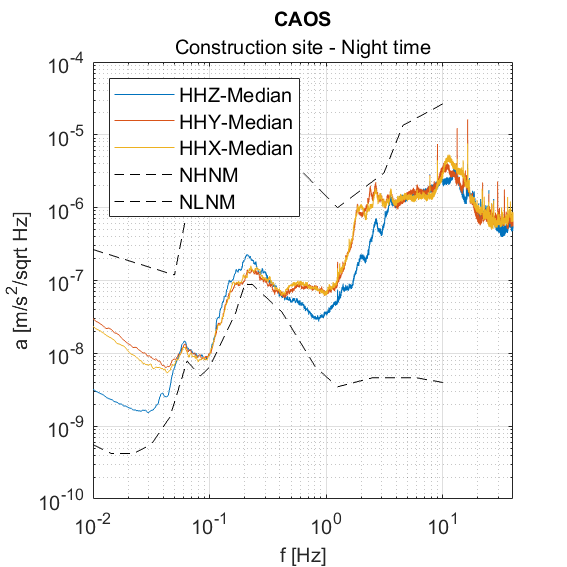 CAOS
Construction site - Night time
10^-4
10^-5
10^-6
10^-7
10^-8
10^-9
10^-10
a [m/s^2/sqrt Hz]
HHZ-Median
HHY-Median
HHX-Median
NHNM
NLNM
10^-2
10^-1
10^0
10^1
f [Hz]